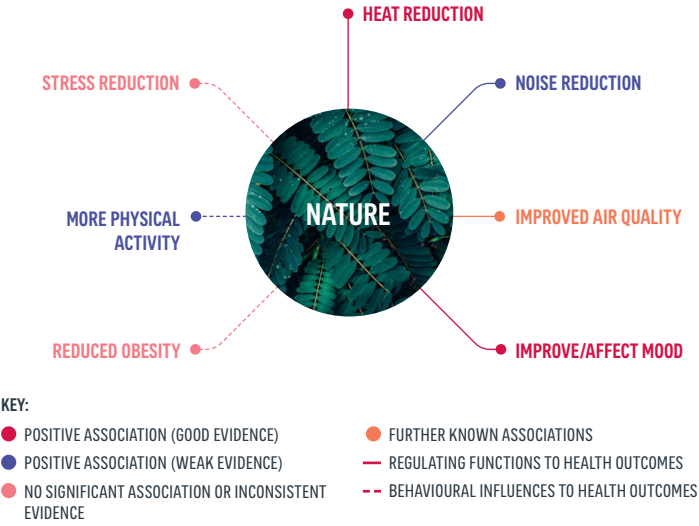 HEAT REDUCTION
STRESS REDUCTION
NOISE REDUCTION
NATURE
MORE PHYSICAL
ACTIVITY
IMPROVED AIR QUALITY
REDUCED OBESITY
IMPROVE/AFFECT MOOD
KEY:
POSITIVE ASSOCIATION (GOOD EVIDENCE)
POSITIVE ASSOCIATION (WEAK EVIDENCE)
NO SIGNIFICANT ASSOCIATION OR INCONSISTENT
EVIDENCE
FURTHER KNOWN ASSOCIATIONS
REGULATING FUNCTIONS TO HEALTH OUTCOMES
BEHAVIOURAL INFLUENCES TO HEALTH OUTCOMES